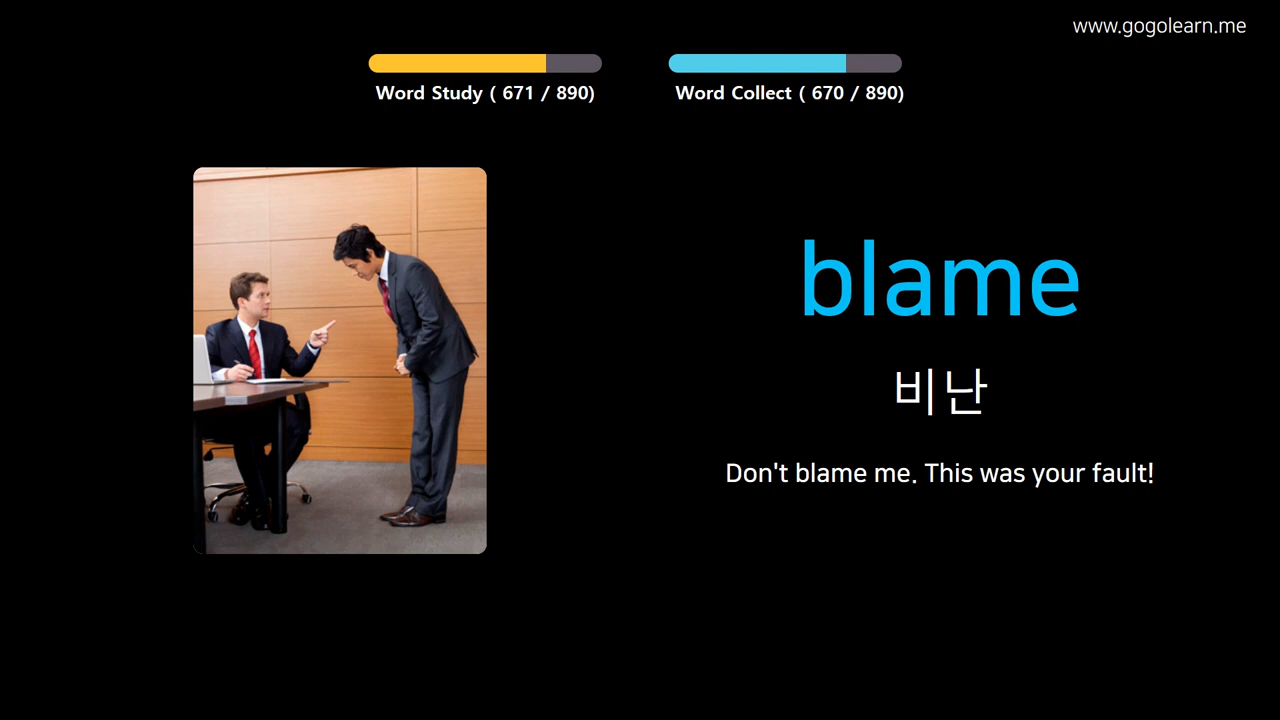 www.gogolearn.me
Word Study ( 671 / 890)
Word Collect ( 670 / 890)
blame
비난
Don't blame me. This was your fault!